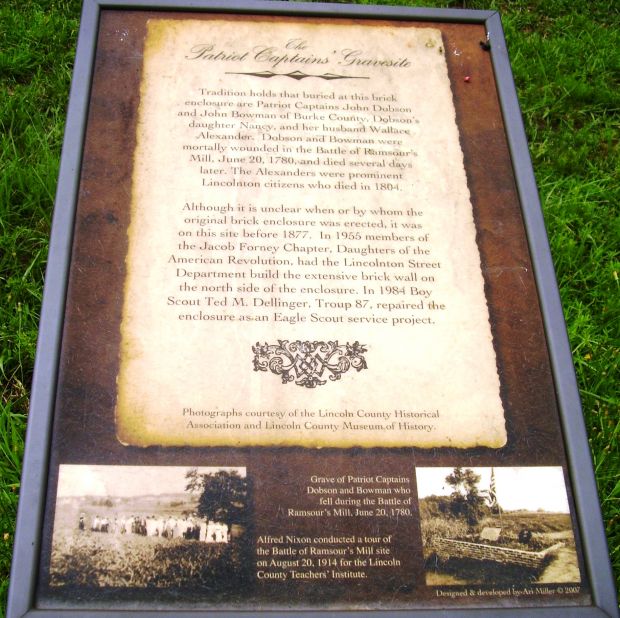 The
Patriot Captains' Gravesite
Tradition holds that buried at this brick
enclosure are Patriot Captains John Dobson
and John Bowman of Burke County, Dobson's
daughter Nancy, and her husband Wallace
Alexander. Dobson and Bowman were
mortally wounded in the Battle of Ramsour's
Mill, June 20, 1780, and died several days
later. The Alexanders were prominent
Lincolnton citizens who died in 1804.
Although it is unclear when or by whom the
original brick enclosure was erected, it was
on this site before 1877. In 1955 members of
the Jacob Forney Chapter, Daughters of the
American Revolution, had the Lincolnton Street
Department build the extensive brick wall on
the north side of the enclosure. In 1984 Boy
Scout Ted M. Dellinger, Troup 87, repaired the
enclosure as an Eagle Scout service project.
Photographs courtesy of the Lincoln County Historical
Association and Lincoln County Museum of History.
Grave of Patriot Captains
Dobson and Bowman who
fell during the Battle of
Ramsour's Mill, June 20, 1780.
Alfred Nixon conducted a tour of
the Battle of Ramsour's Mill site
on August 20, 1914 for the Lincoln
County Teachers' Institute.
Designed & developed by Ari Miller © 2007